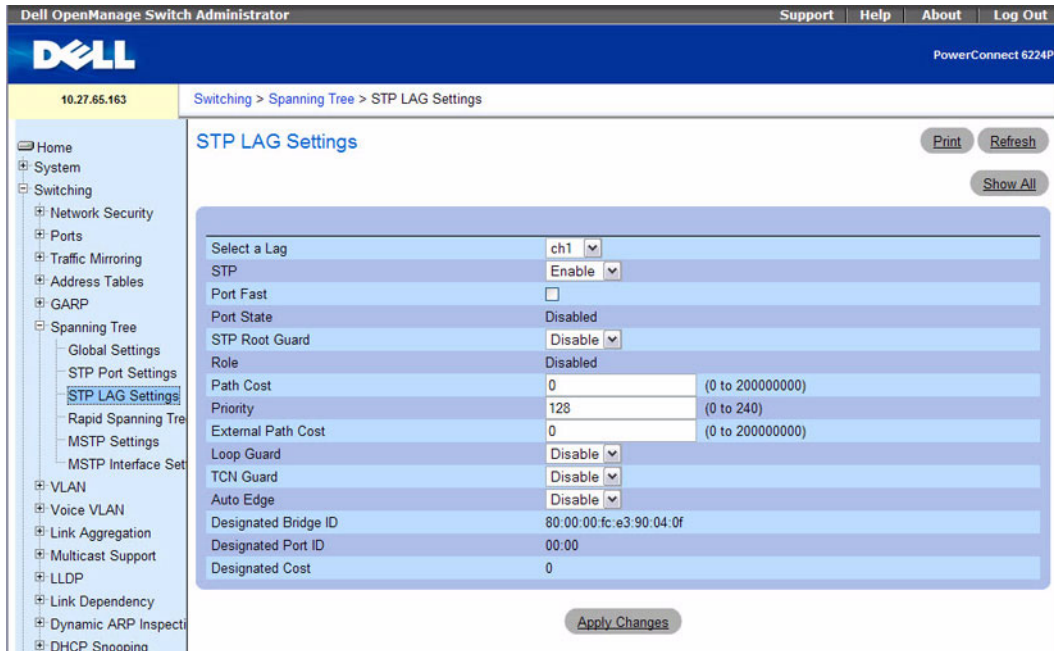 Dell OpenManage Switch Administrator Support Help About Log Out
DELL
PowerConnect 6224P
10.27.65.163
Switching > Spanning Tree > STP LAG Settings
Home
System
Switching
Network Security
Ports
Traffic Mirroring
Address Tables
GARP
Spanning Tree
Global Settings
STP Port Settings
STP LAG Settings
Rapid Spanning Tre
MSTP Settings
MSTP Interface Set
VLAN
Voice VLAN
Link Aggregation
Multicast Support
LLDP
Link Dependency
Dynamic ARP Inspecti
DHCP Snooping
STP LAG Settings
Print Refresh
Show All
Select a Lag ch1
STP Enable
Port Fast
Port State Disabled
STP Root Guard Disable
Role Disabled
Path Cost 0 (0 to 200000000)
Priority 128 (0 to 240)
External Path Cost 0 (0 to 200000000)
Loop Guard Disable
TCN Guard Disable
Auto Edge Disable
Designated Bridge ID 80:00:00:fc:e3:90:04:0f
Designated Port ID 00:00
Designated Cost 0
Apply Changes